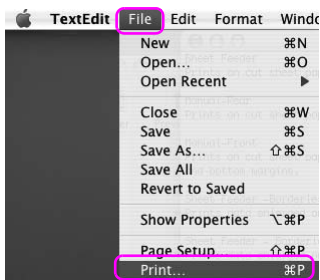 TextEdit File Edit Format Windo
New ⌘N
Open... ⌘O
Open Recent ▶
Close ⌘W
Save ⌘S
Save As... ⇧⌘S
Save All
Revert to Saved
Show Properties ⌥⌘P
Page Setup... ⇧⌘P
Print... ⌘P